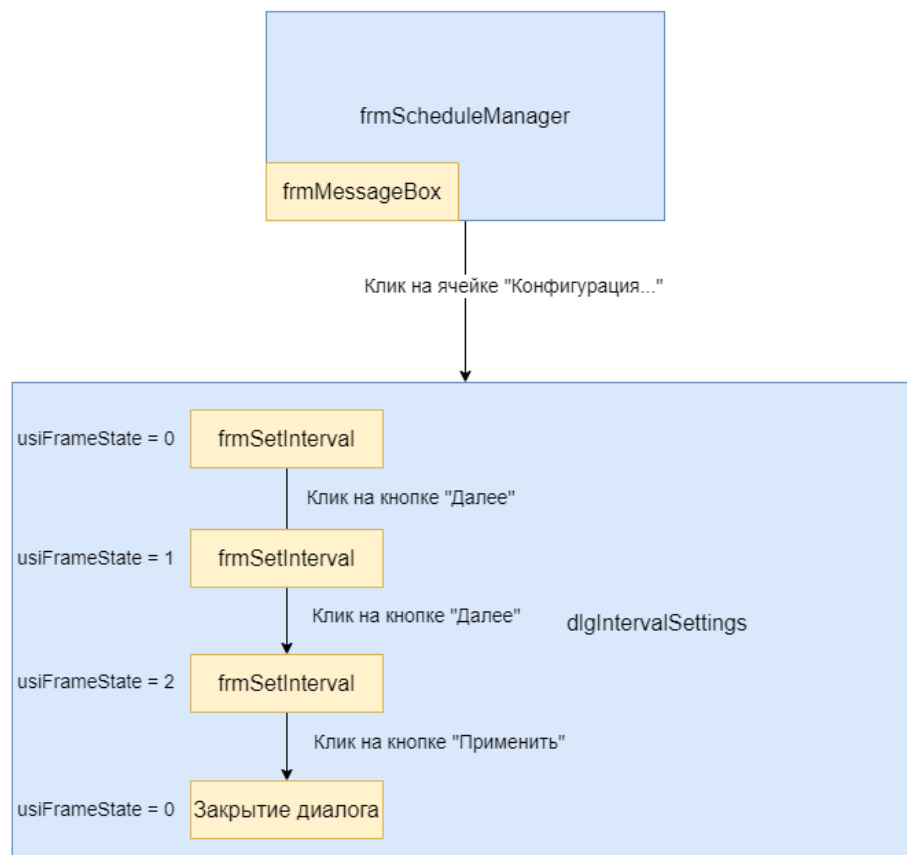 frmScheduleManager
frmMessageBox
Клик на ячейке "Конфигурация..."
usiFrameState = 0
frmSetInterval
Клик на кнопке "Далее"
usiFrameState = 1
frmSetInterval
Клик на кнопке "Далее"
dlgIntervalSettings
usiFrameState = 2
frmSetInterval
Клик на кнопке "Применить"
usiFrameState = 0
Закрытие диалога